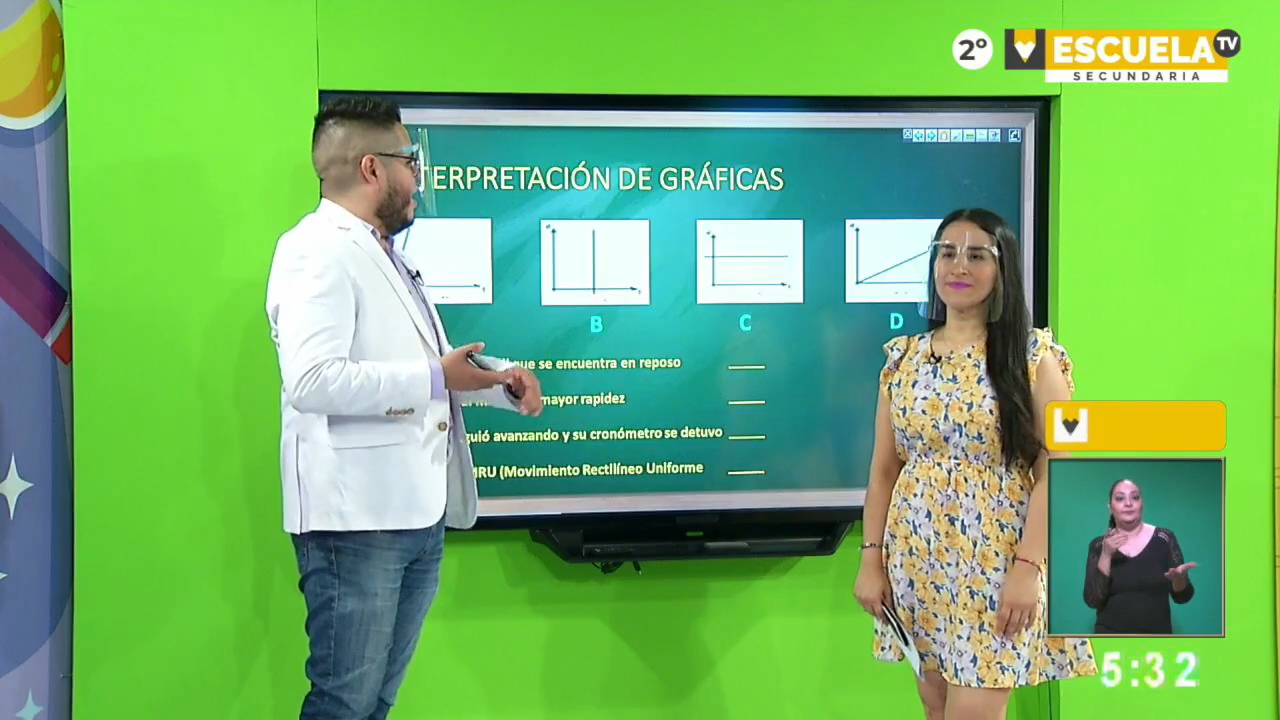 2°
ESCUELA TV
SECUNDARIA
TERPRETACIÓN DE GRÁFICAS
B
C
D
que se encuentra en reposo
mayor rapidez
guió avanzando y su cronómetro se detuvo
MRU (Movimiento Rectilíneo Uniforme
5:32